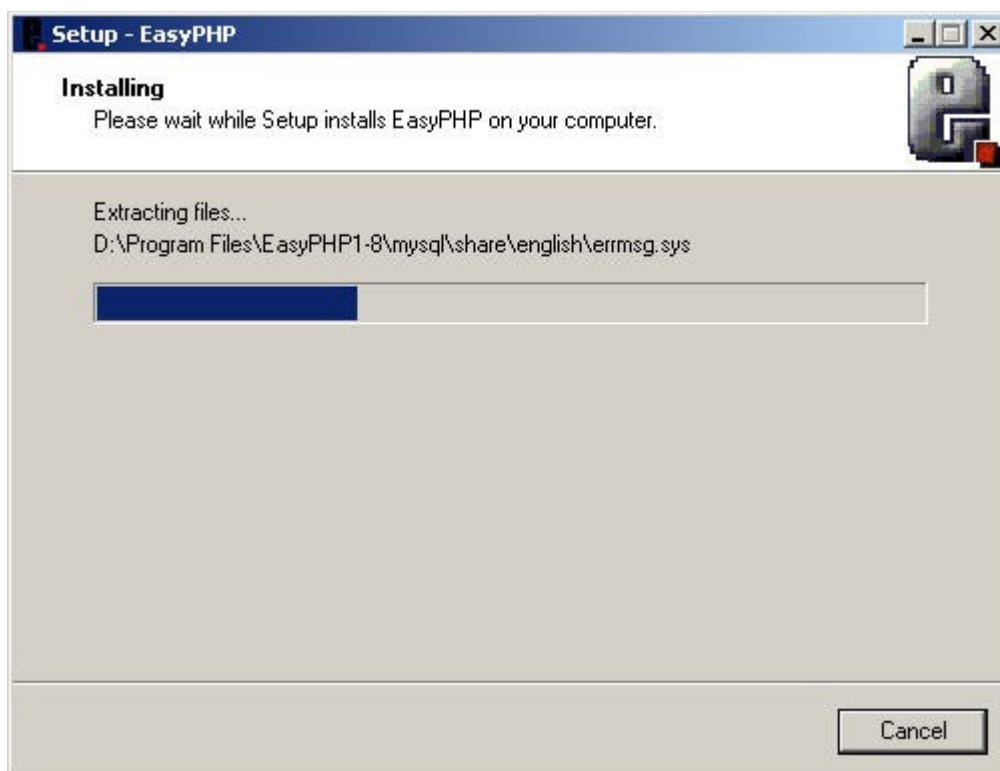 Setup - EasyPHP
Installing
Please wait while Setup installs EasyPHP on your computer.
Extracting files...
D:\Program Files\EasyPHP1-8\mysql\share\english\errmsg.sys
Cancel